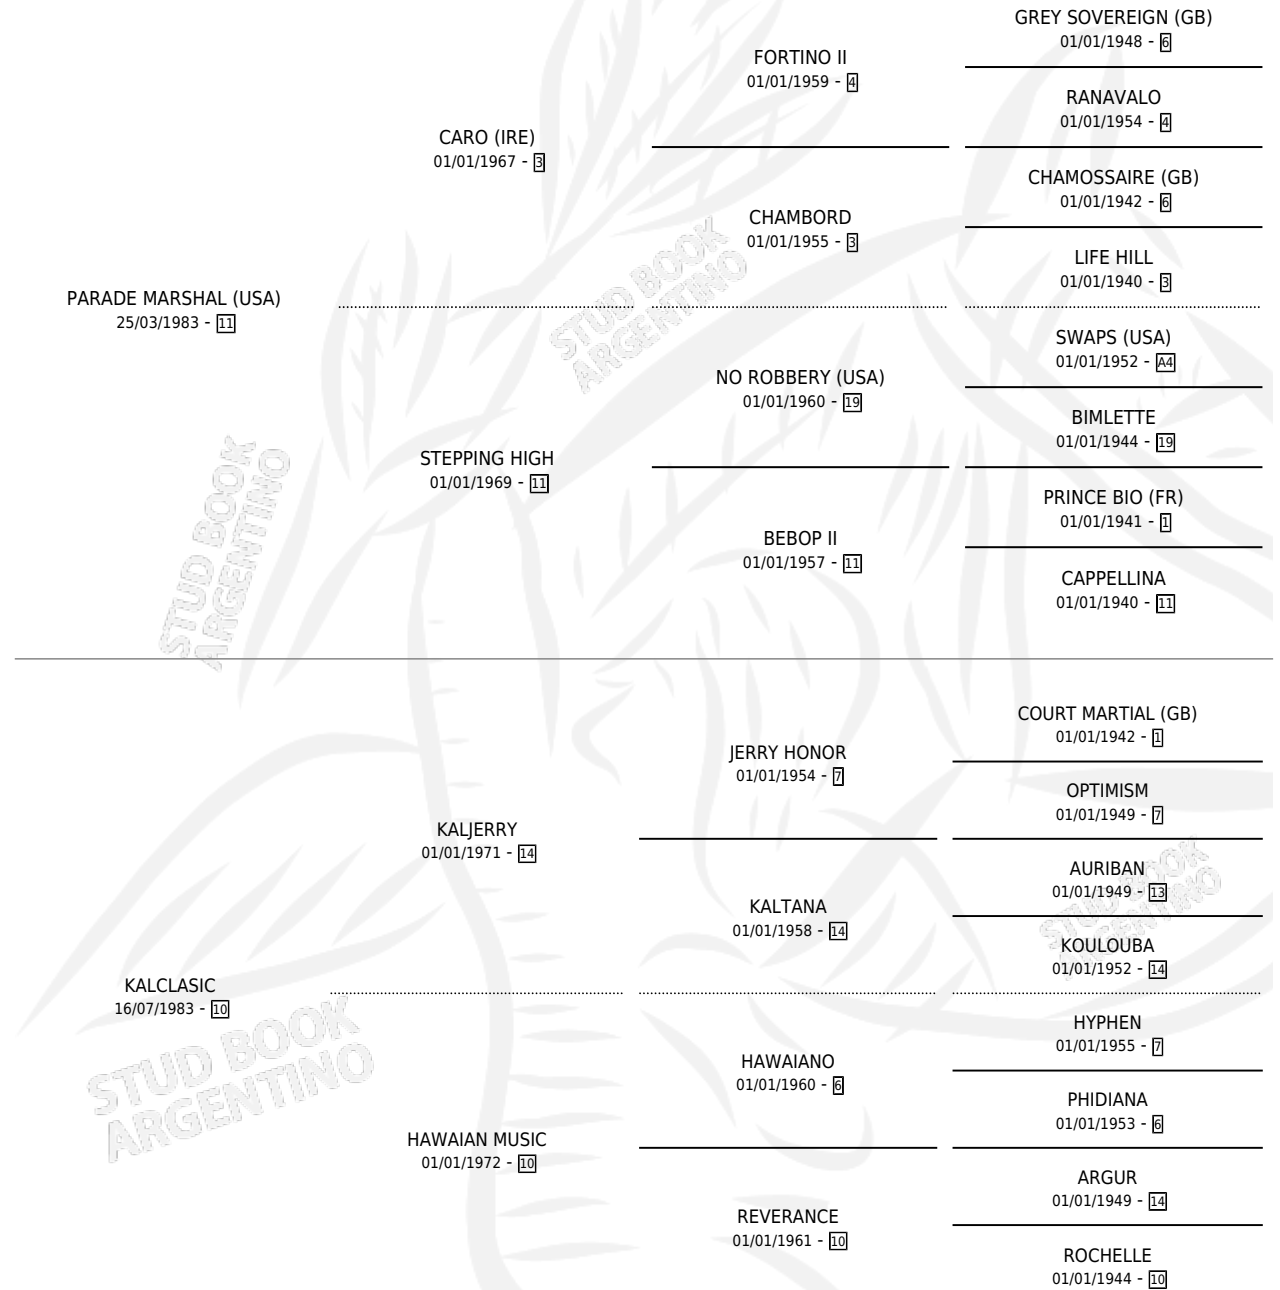 GREY SOVEREIGN (GB)
01/01/1948 - 6
FORTINO II
01/01/1959 - 4
RANAVALO
01/01/1954 - 4
CARO (IRE)
01/01/1967 - 3
CHAMOSSAIRE (GB)
01/01/1942 - 6
CHAMBORD
01/01/1955 - 3
LIFE HILL
01/01/1940 - 3
PARADE MARSHAL (USA)
25/03/1983 - 11
SWAPS (USA)
01/01/1952 - A4
NO ROBBERY (USA)
01/01/1960 - 19
BIMLETTE
01/01/1944 - 19
STEPPING HIGH
01/01/1969 - 11
PRINCE BIO (FR)
01/01/1941 - 1
BEBOP II
01/01/1957 - 11
CAPPELLINA
01/01/1940 - 11
COURT MARTIAL (GB)
01/01/1942 - 1
JERRY HONOR
01/01/1954 - 7
OPTIMISM
01/01/1949 - 7
KALJERRY
01/01/1971 - 14
AURIBAN
01/01/1949 - 13
KALTANA
01/01/1958 - 14
KOULOUBA
01/01/1952 - 14
KALCLASIC
16/07/1983 - 10
HYPHEN
01/01/1955 - 7
HAWAIANO
01/01/1960 - 6
PHIDIANA
01/01/1953 - 6
HAWAIAN MUSIC
01/01/1972 - 10
ARGUR
01/01/1949 - 14
REVERANCE
01/01/1961 - 10
ROCHELLE
01/01/1944 - 10
STUD BOOK
ARGENTINO
STUD BOOK
ARGENTINO
STUD BOOK
ARGENTINO
STUD BOOK
ARGENTINO